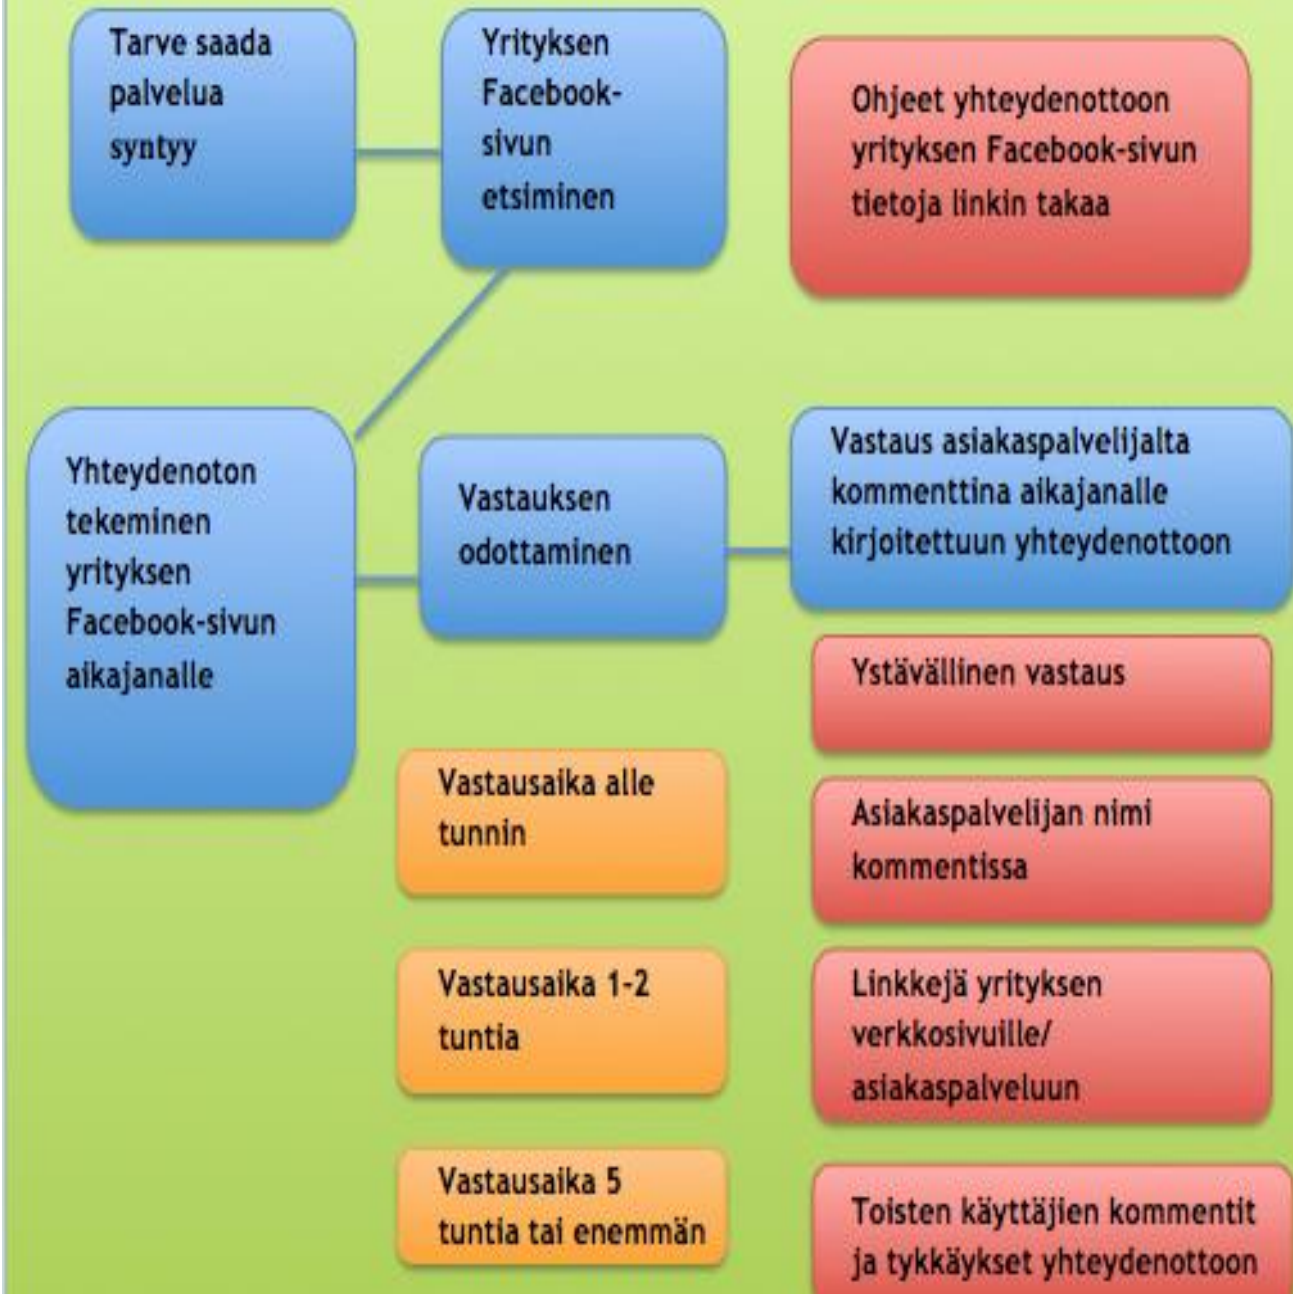 Tarve saada
palvelua
syntyy
Yrityksen
Facebook-
sivun
etsiminen
Ohjeet yhteydenottoon
yrityksen Facebook-sivun
tietoja linkin takaa
Yhteydenoton
tekeminen
yrityksen
Facebook-sivun
aikajanalle
Vastauksen
odottaminen
Vastaus asiakaspalvelijalta
kommenttina aikajanalle
kirjoitettuun yhteydenottoon
Vastausaika alle
tunnin
Vastausaika 1-2
tuntia
Vastausaika 5
tuntia tai enemmän
Ystävällinen vastaus
Asiakaspalvelijan nimi
kommentissa
Linkkejä yrityksen
verkkosivuille/
asiakaspalveluun
Toisten käyttäjien kommentit
ja tykkäykset yhteydenottoon